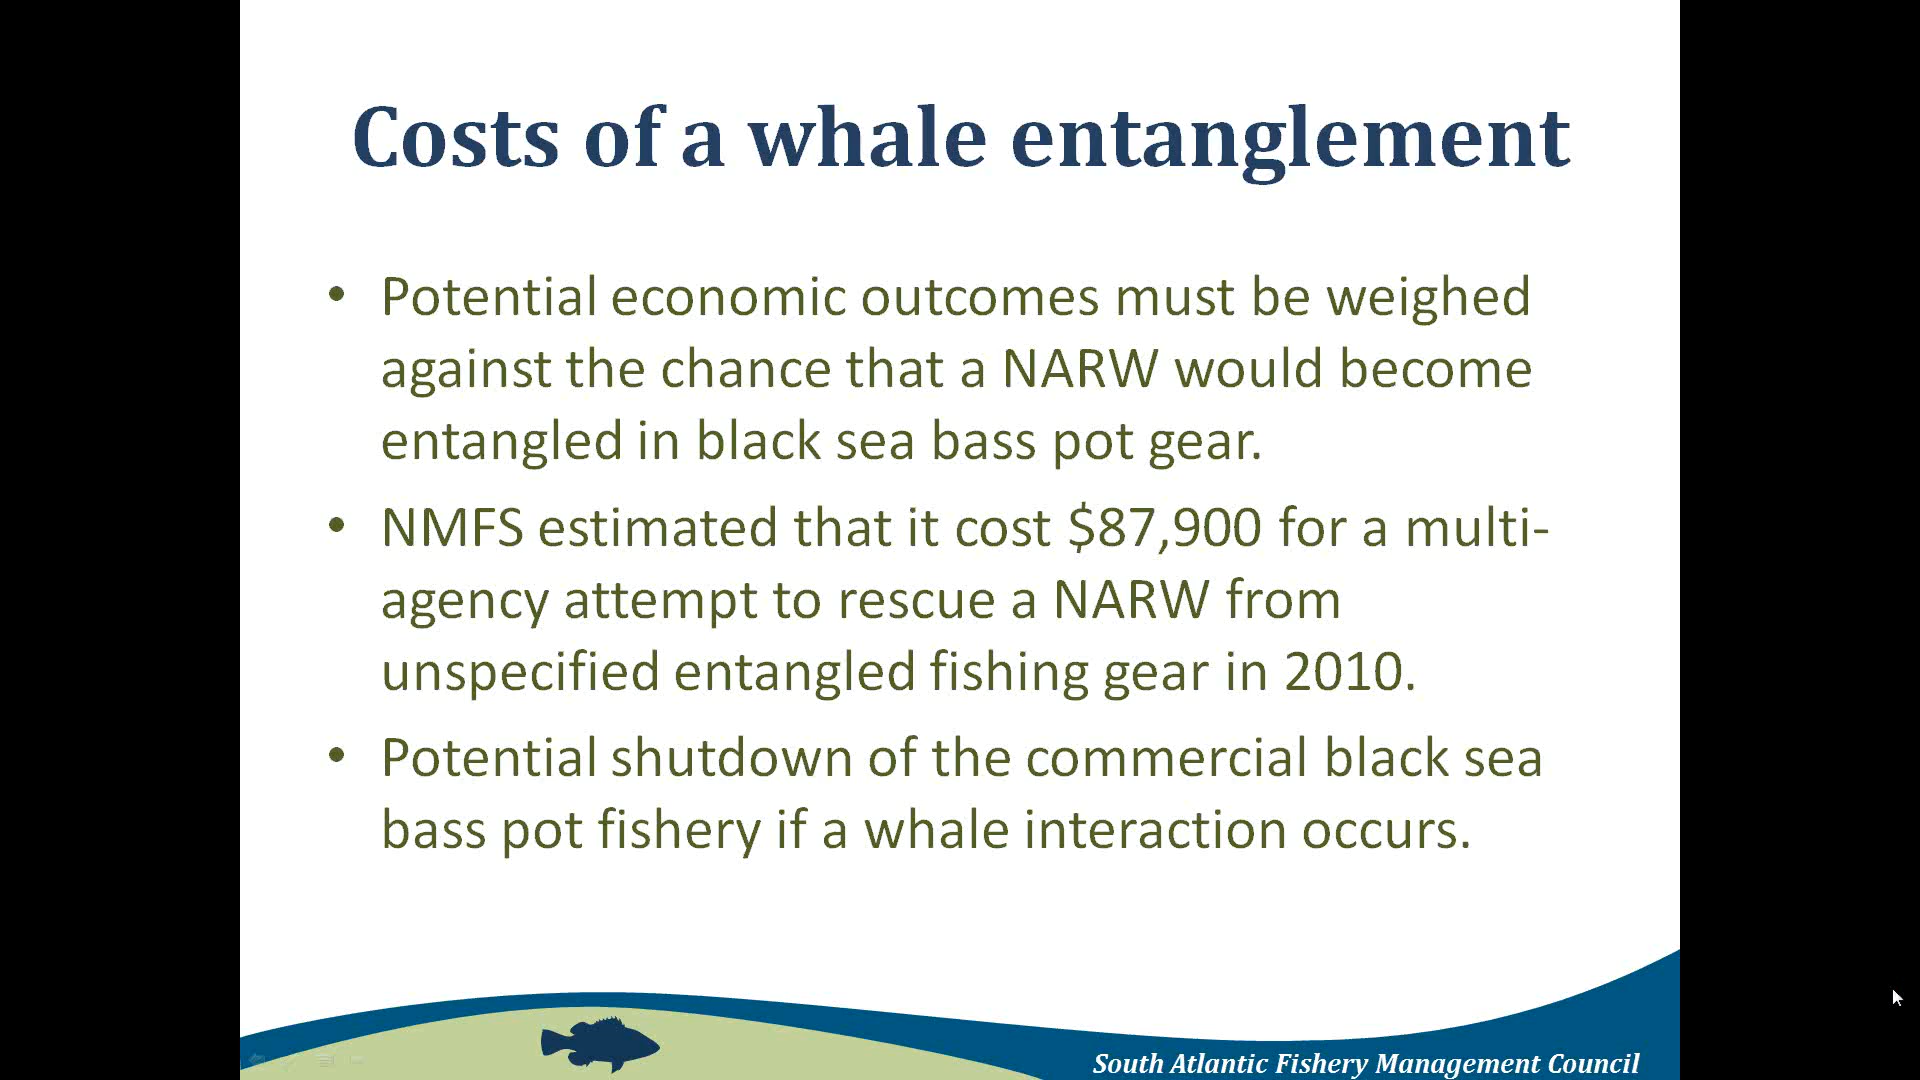 Costs of a whale entanglement
• Potential economic outcomes must be weighed
against the chance that a NARW would become
entangled in black sea bass pot gear.
• NMFS estimated that it cost $87,900 for a multi-
agency attempt to rescue a NARW from
unspecified entangled fishing gear in 2010.
• Potential shutdown of the commercial black sea
bass pot fishery if a whale interaction occurs.
South Atlantic Fishery Management Council